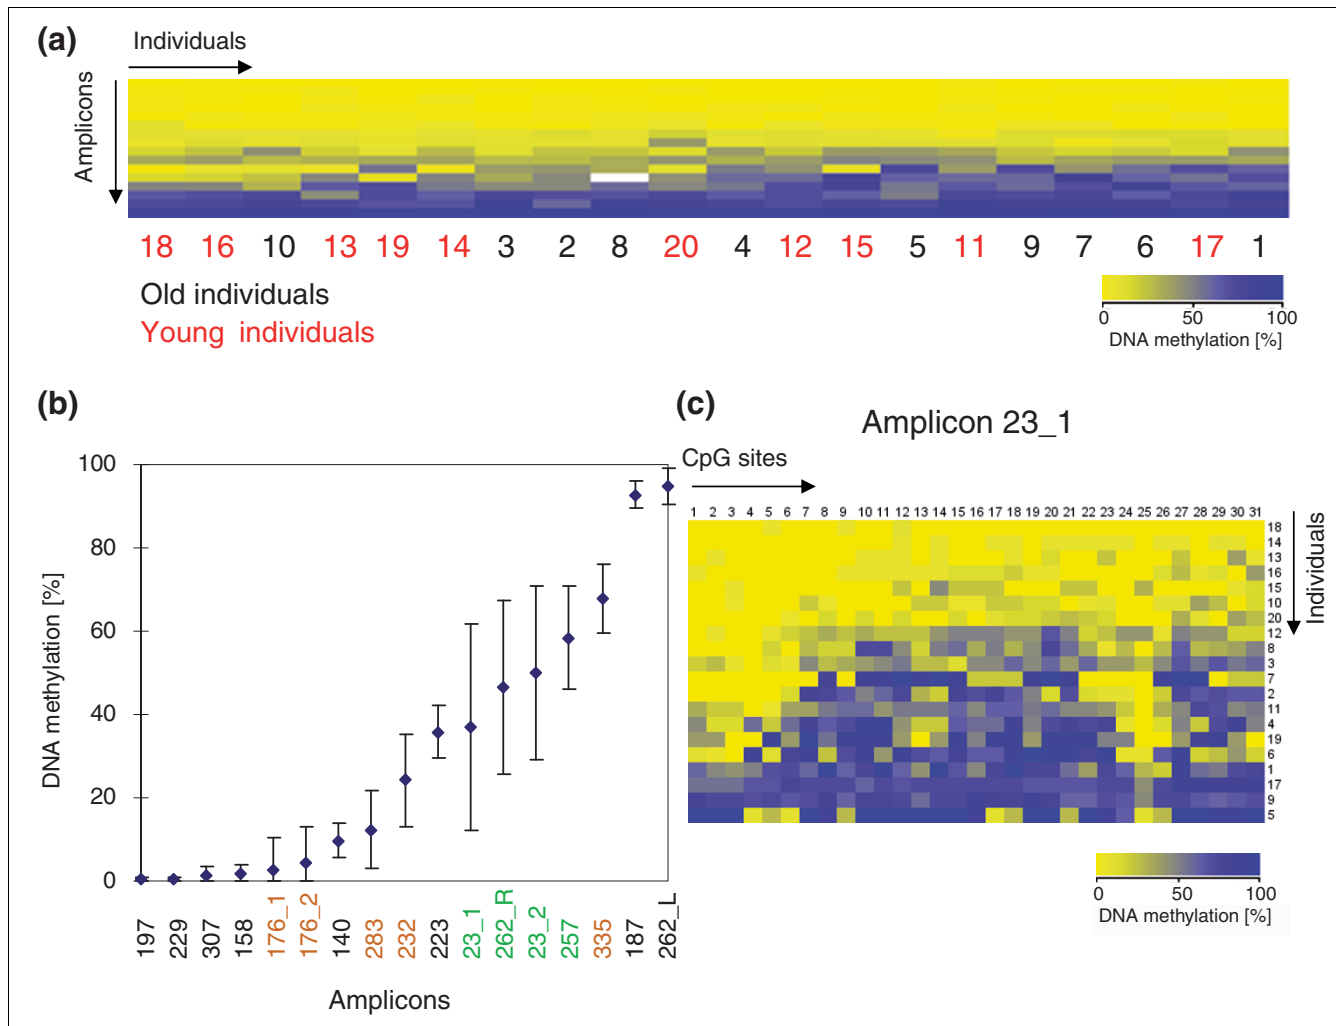 (a)
Individuals
Amplicons
18 16 10 13 19 14 3 2 8 20 4 12 15 5 11 9 7 6 17 1
Old individuals
Young individuals
0 50 100
DNA methylation [%]
(b)
100
80
60
40
20
0
DNA methylation [%]
197 229 307 158 176_1 176_2 140 283 232 223 23_1 262_R 23_2 257 335 187 262_L
Amplicons
(c)
Amplicon 23_1
CpG sites
1 2 3 4 5 6 7 8 9 10 11 12 13 14 15 16 17 18 19 20 21 22 23 24 25 26 27 28 29 30 31
18
14
13
16
15
10
20
12
8
3
7
2
11
4
19
6
1
17
9
5
Individuals
0 50 100
DNA methylation [%]